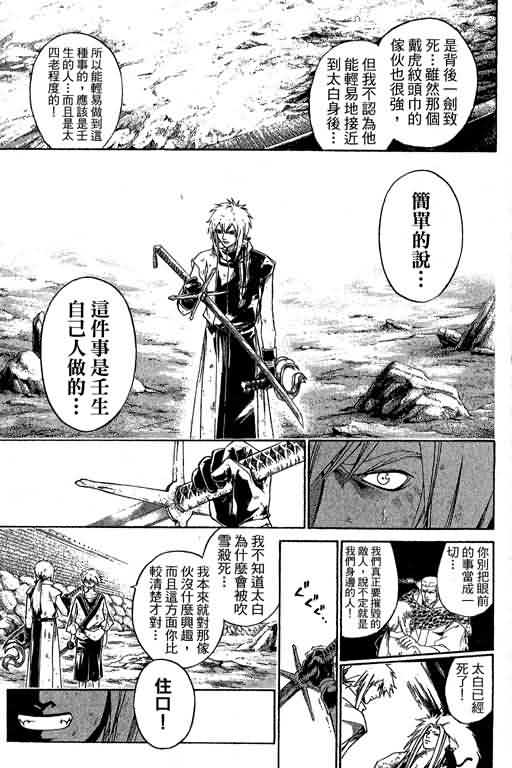 是背後一劍致
死…雖然那個
戴虎紋頭巾的
傢伙也很強，
但我不認為他
能輕易地接近
到太白身後…
所以能輕易做到這
種事的，應該是壬
生的人…而且是太
四老程度的！
簡單的說…
這件事是壬生
自己人做的…
你別把眼前
的事當成一
切…
我們真正要摧毀的
敵人，說不定就是
我們身邊的人！
太白已經
死了！
我不知道太白
為什麼會被吹
雪殺死…
我本來就對那傢
伙沒什麼興趣，
而且這方面你比
較清楚才對…
住口！